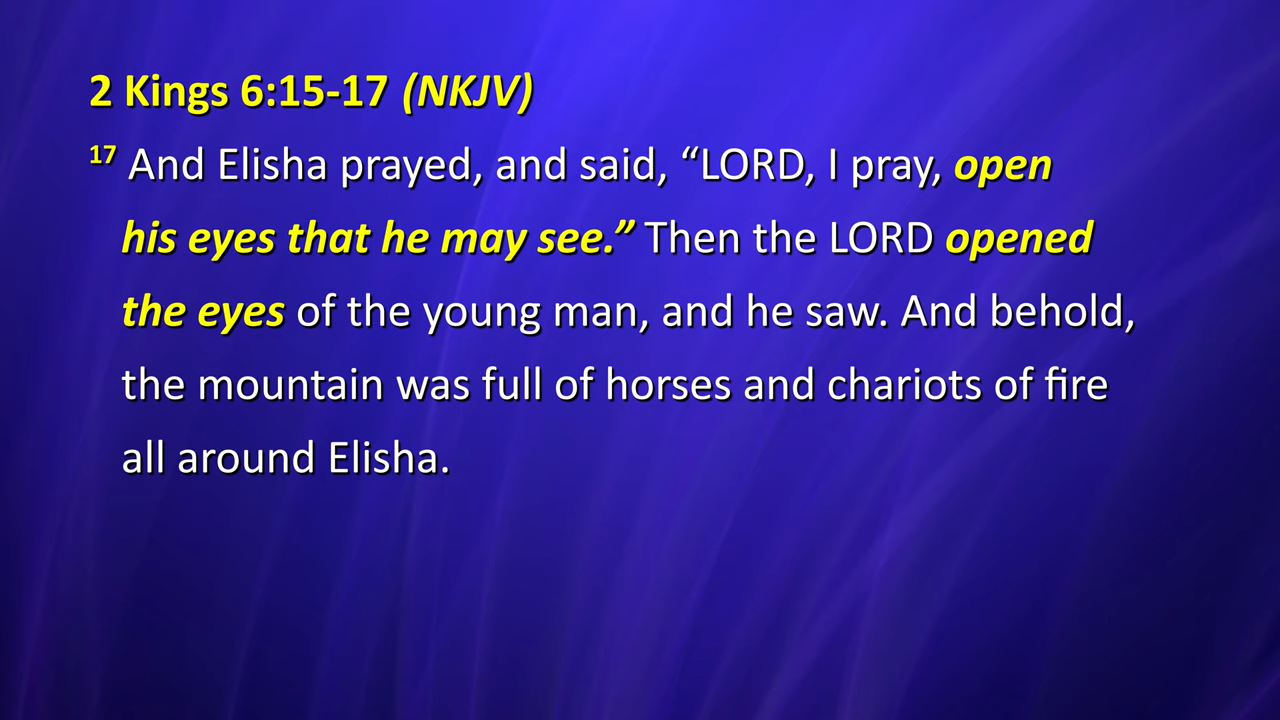 2 Kings 6:15-17 (NKJV)
17 And Elisha prayed, and said, “LORD, I pray, open
his eyes that he may see.” Then the LORD opened
the eyes of the young man, and he saw. And behold,
the mountain was full of horses and chariots of fire
all around Elisha.